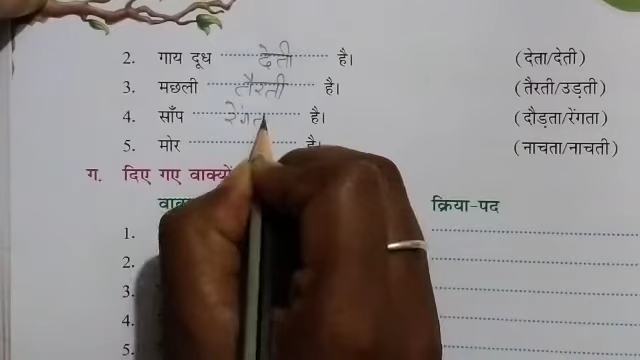 2. गाय दूध देती है। (देता/देती)
3. मछली तैरती है। (तैरती/उड़ती)
4. साँप रेंगत है। (दौड़ता/रेंगता)
5. मोर है। (नाचता/नाचती)
ग. दिए गए वाक्यों
क्रिया-पद
1.
2.
3.
4.
5.